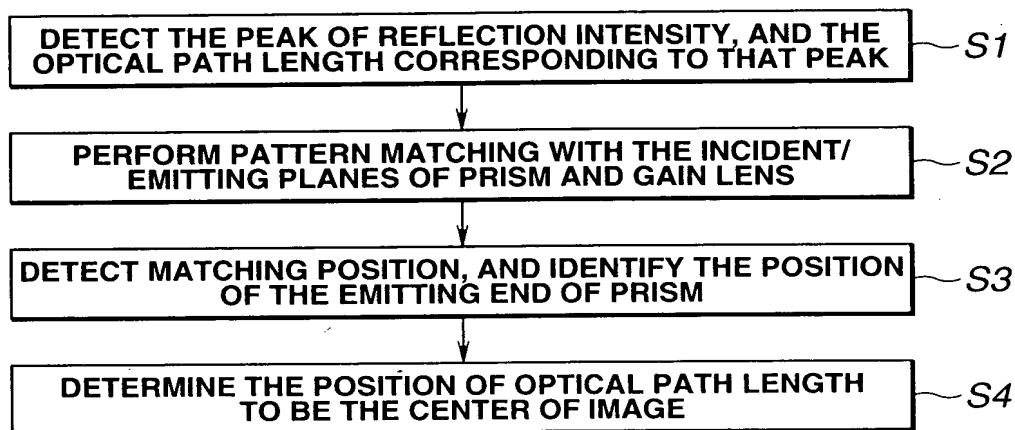 DETECT THE PEAK OF REFLECTION INTENSITY, AND THE
OPTICAL PATH LENGTH CORRESPONDING TO THAT PEAK
S1
PERFORM PATTERN MATCHING WITH THE INCIDENT/
EMITTING PLANES OF PRISM AND GAIN LENS
S2
DETECT MATCHING POSITION, AND IDENTIFY THE POSITION
OF THE EMITTING END OF PRISM
S3
DETERMINE THE POSITION OF OPTICAL PATH LENGTH
TO BE THE CENTER OF IMAGE
S4